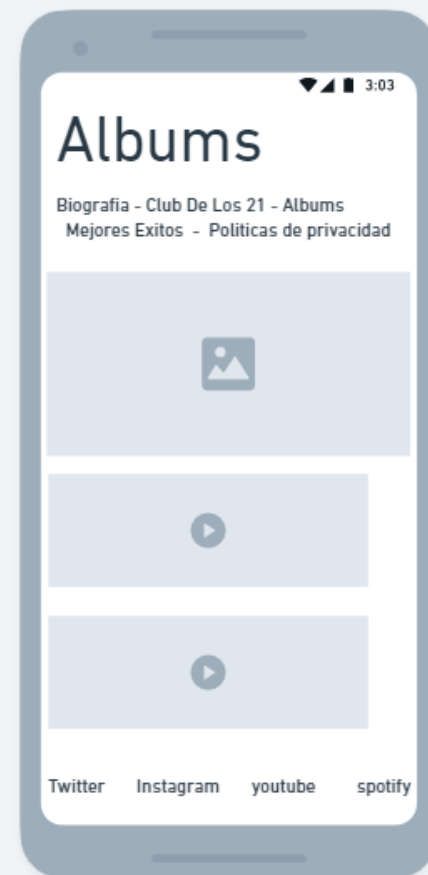 3:03
Albums
Biografia - Club De Los 21 - Albums
Mejores Exitos - Politicas de privacidad
Twitter Instagram youtube spotify